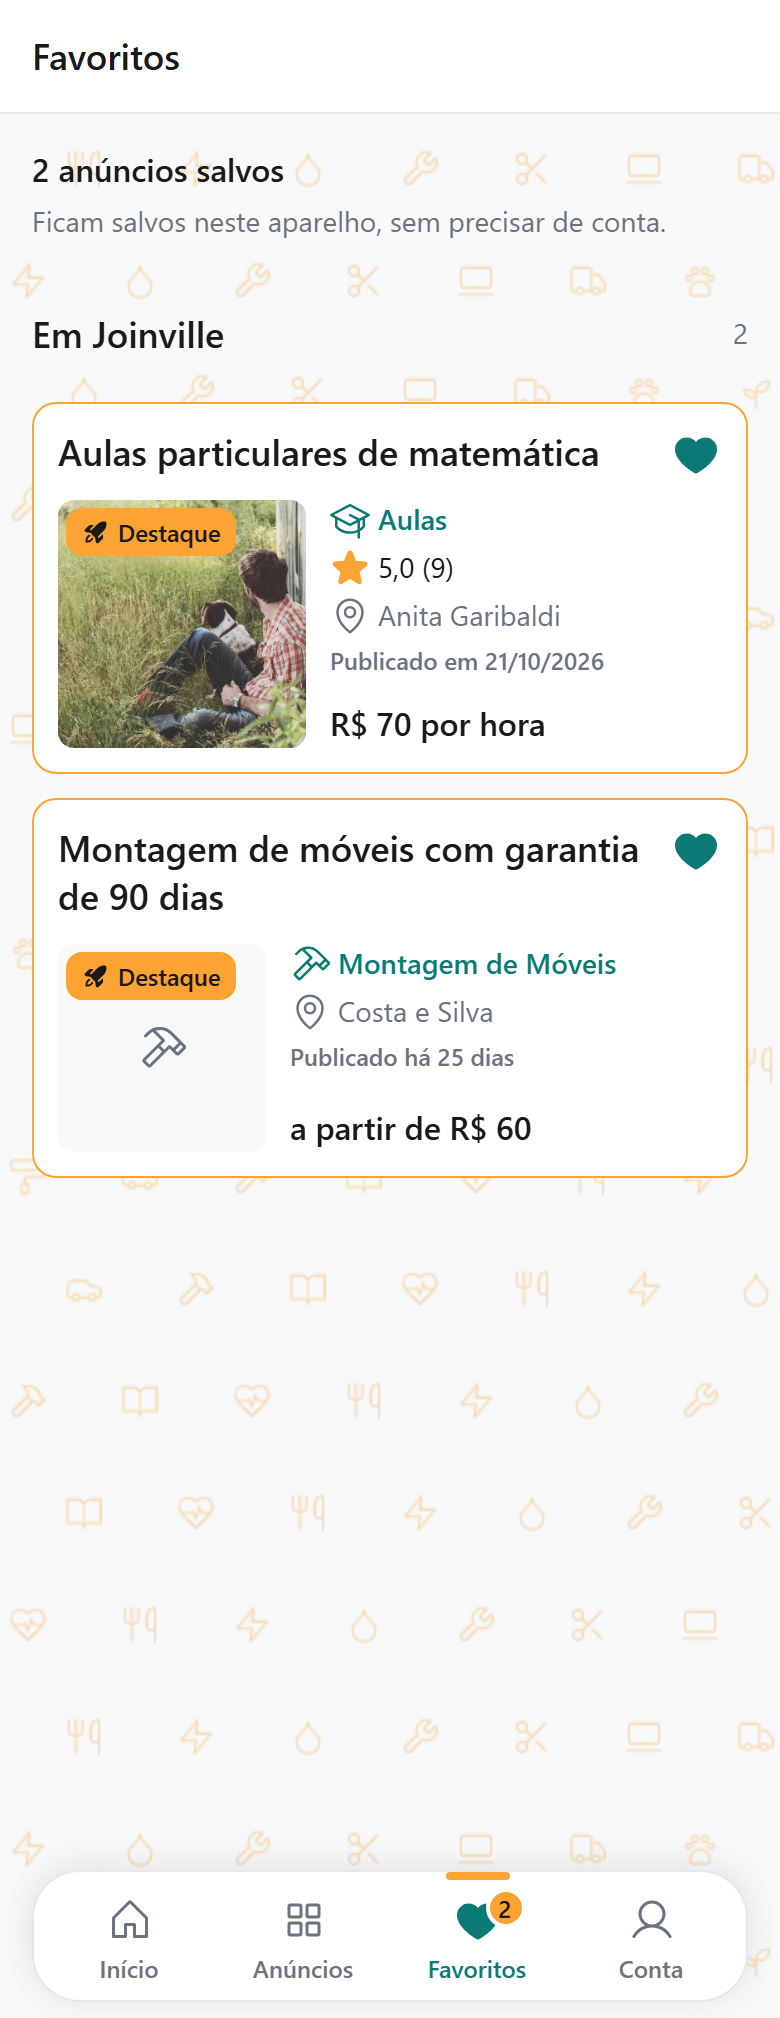 Favoritos
2 anúncios salvos
Ficam salvos neste aparelho, sem precisar de conta.
Em Joinville
2
Aulas particulares de matemática
Destaque
Aulas
5,0 (9)
Anita Garibaldi
Publicado em 21/10/2026
R$ 70 por hora
Montagem de móveis com garantia
de 90 dias
Destaque
Montagem de Móveis
Costa e Silva
Publicado há 25 dias
a partir de R$ 60
2
Início
Anúncios
Favoritos
Conta